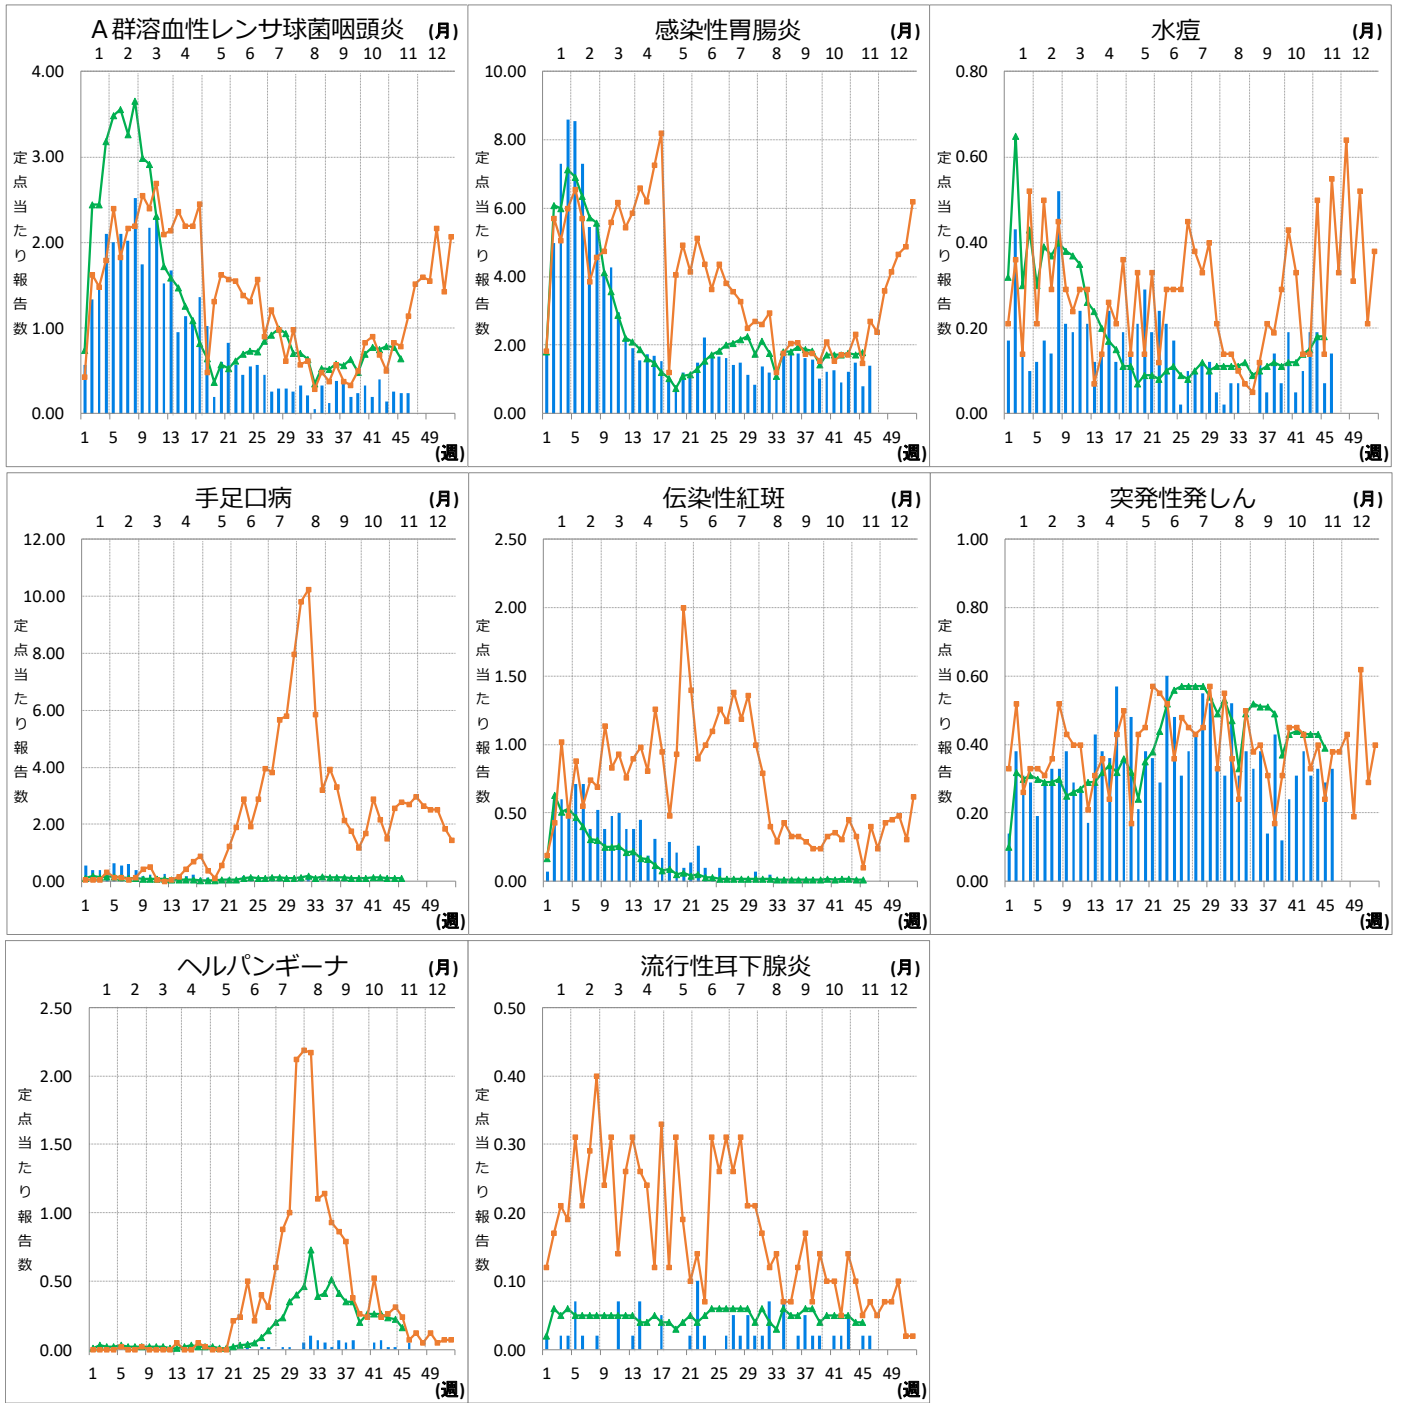 A群溶血性レンサ球菌咽頭炎 (月)
1 2 3 4 5 6 7 8 9 10 11 12
4.00
3.00
2.00
1.00
0.00
定点当たり報告数
1 5 9 13 17 21 25 29 33 37 41 45 49
(週)
感染性胃腸炎 (月)
1 2 3 4 5 6 7 8 9 10 11 12
10.00
8.00
6.00
4.00
2.00
0.00
定点当たり報告数
1 5 9 13 17 21 25 29 33 37 41 45 49
(週)
水痘 (月)
1 2 3 4 5 6 7 8 9 10 11 12
0.80
0.60
0.40
0.20
0.00
定点当たり報告数
1 5 9 13 17 21 25 29 33 37 41 45 49
(週)
手足口病 (月)
1 2 3 4 5 6 7 8 9 10 11 12
12.00
10.00
8.00
6.00
4.00
2.00
0.00
定点当たり報告数
1 5 9 13 17 21 25 29 33 37 41 45 49
(週)
伝染性紅斑 (月)
1 2 3 4 5 6 7 8 9 10 11 12
2.50
2.00
1.50
1.00
0.50
0.00
定点当たり報告数
1 5 9 13 17 21 25 29 33 37 41 45 49
(週)
突発性発しん (月)
1 2 3 4 5 6 7 8 9 10 11 12
1.00
0.80
0.60
0.40
0.20
0.00
定点当たり報告数
1 5 9 13 17 21 25 29 33 37 41 45 49
(週)
ヘルパンギーナ (月)
1 2 3 4 5 6 7 8 9 10 11 12
2.50
2.00
1.50
1.00
0.50
0.00
定点当たり報告数
1 5 9 13 17 21 25 29 33 37 41 45 49
(週)
流行性耳下腺炎 (月)
1 2 3 4 5 6 7 8 9 10 11 12
0.50
0.40
0.30
0.20
0.10
0.00
定点当たり報告数
1 5 9 13 17 21 25 29 33 37 41 45 49
(週)